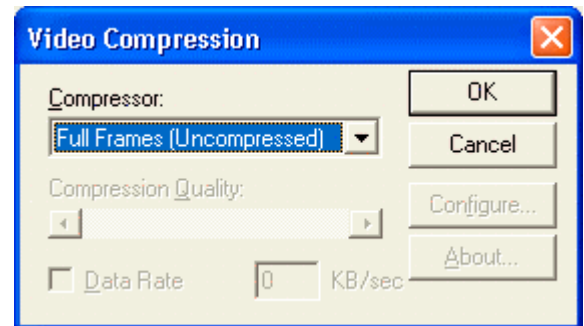 Video Compression
Compressor:
OK
Full Frames (Uncompressed)
Cancel
Compression Quality:
Configure...
About...
Data Rate
0
KB/sec